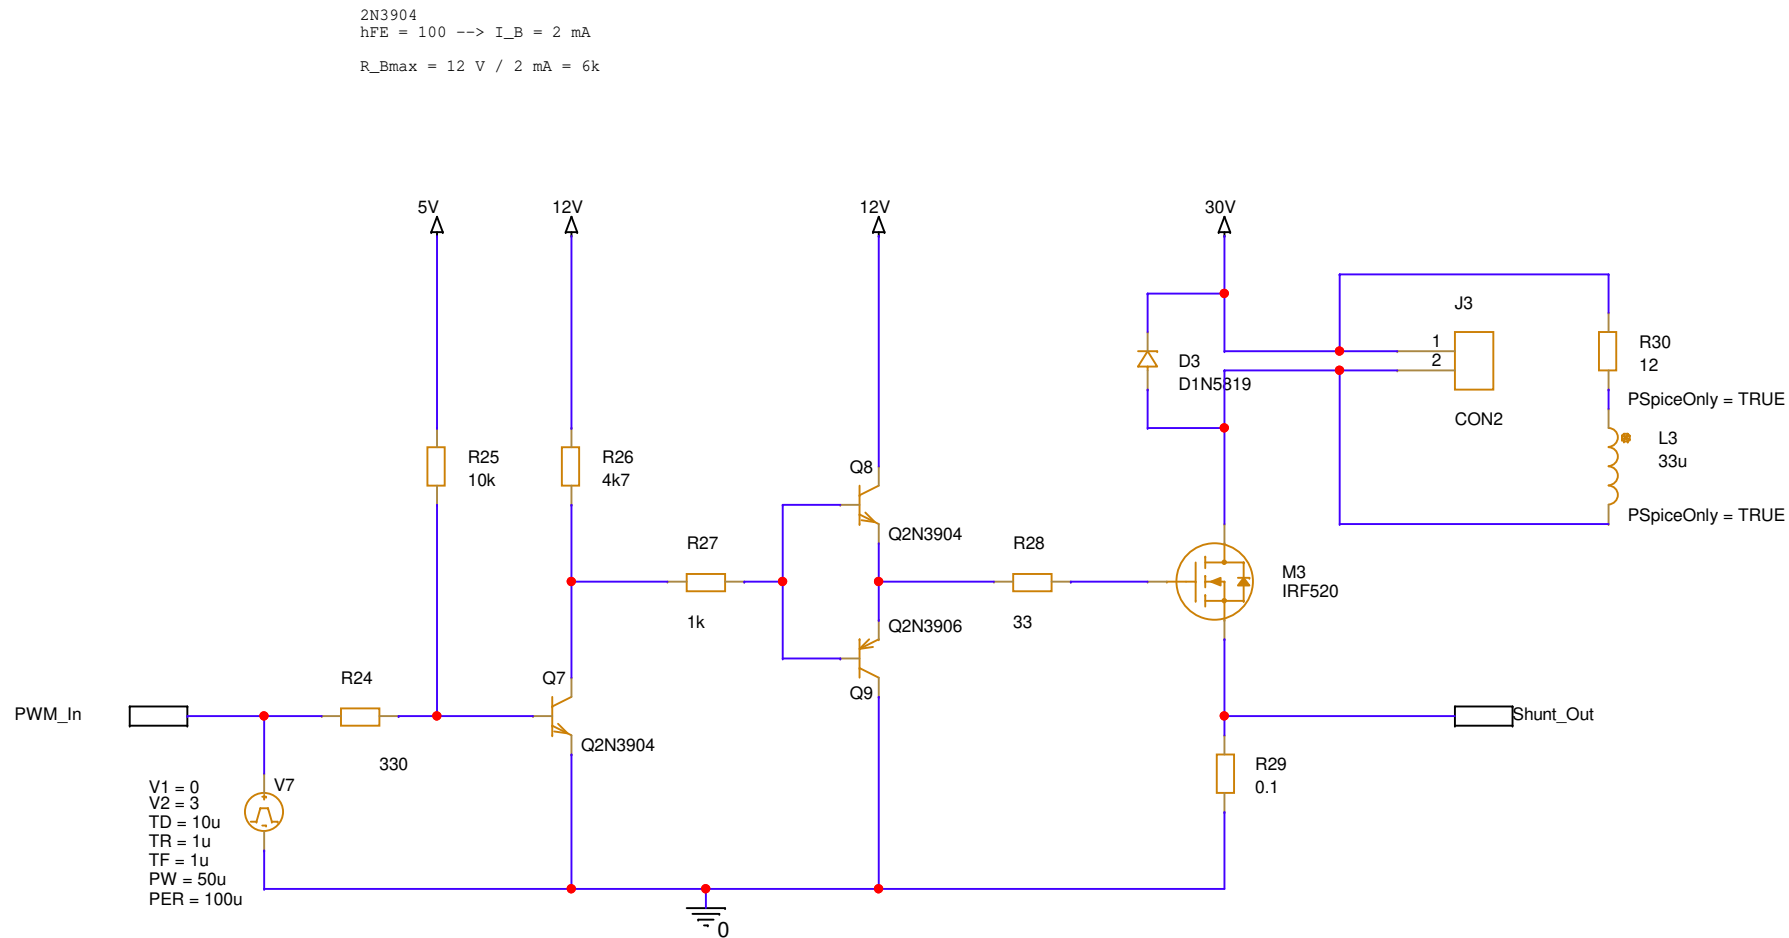 2N3904
hFE = 100 --> I_B = 2 mA
R_Bmax = 12 V / 2 mA = 6k
5V
12V
12V
30V
J3
1
2
R30
12
D3
D1N5819
PSpiceOnly = TRUE
CON2
L3
33u
R25
10k
R26
4k7
Q8
PSpiceOnly = TRUE
Q2N3904
R27
R28
M3
IRF520
1k
33
Q2N3906
R24
Q7
Q9
PWM_In
Shunt_Out
Q2N3904
330
R29
0.1
V7
V1 = 0
V2 = 3
TD = 10u
TR = 1u
TF = 1u
PW = 50u
PER = 100u
0